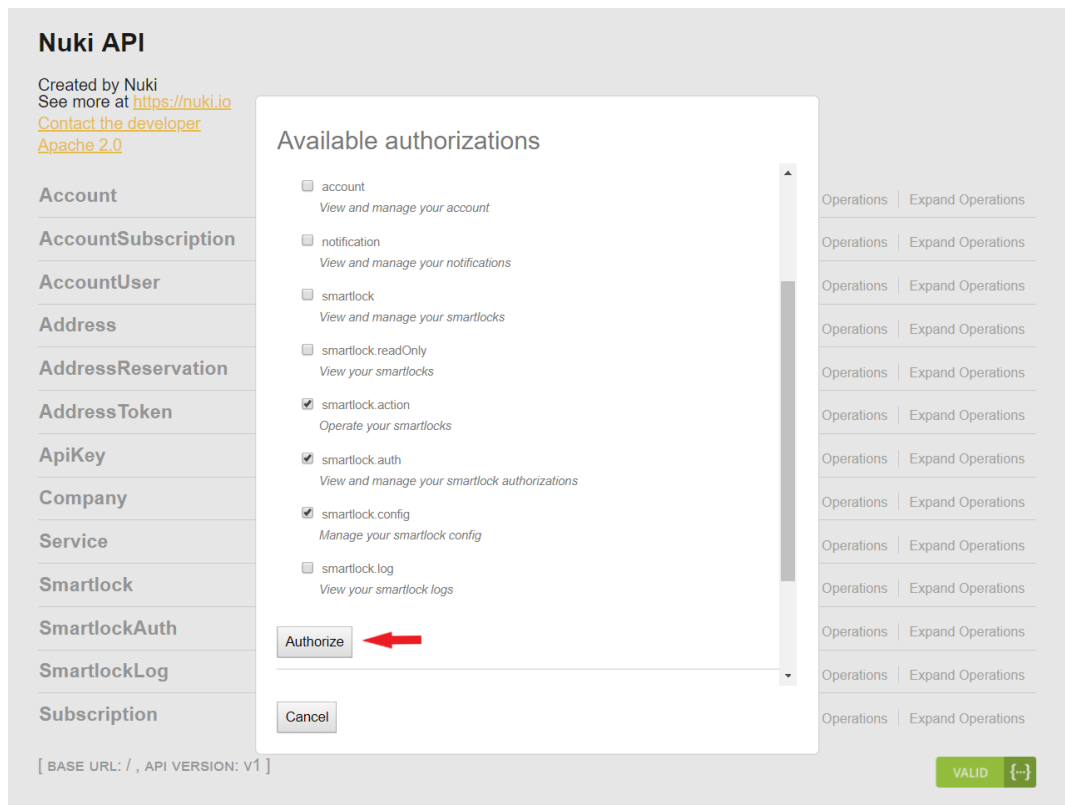 Nuki API
Created by Nuki
See more at https://nuki.io
Contact the developer
Apache 2.0
Available authorizations
account
View and manage your account
notification
View and manage your notifications
smartlock
View and manage your smartlocks
smartlock.readOnly
View your smartlocks
smartlock.action
Operate your smartlocks
smartlock.auth
View and manage your smartlock authorizations
smartlock.config
Manage your smartlock config
smartlock.log
View your smartlock logs
Authorize
Cancel
Account Operations Expand Operations
AccountSubscription Operations Expand Operations
AccountUser Operations Expand Operations
Address Operations Expand Operations
AddressReservation Operations Expand Operations
AddressToken Operations Expand Operations
ApiKey Operations Expand Operations
Company Operations Expand Operations
Service Operations Expand Operations
Smartlock Operations Expand Operations
SmartlockAuth Operations Expand Operations
SmartlockLog Operations Expand Operations
Subscription Operations Expand Operations
[ BASE URL: / , API VERSION: V1 ]
VALID {...}